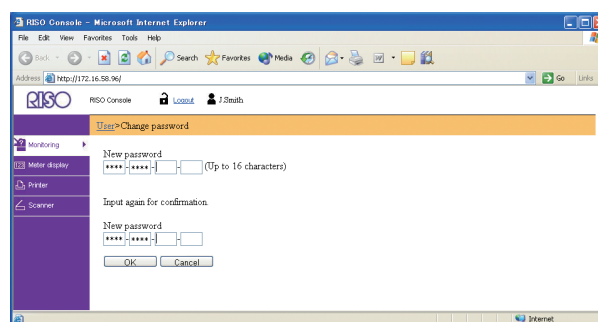 RISO Console - Microsoft Internet Explorer
File Edit View Favorites Tools Help
Back Search Favorites Media
Address http://172.16.58.96/ Go Links
RISO RISO Console Logout J.Smith
User>Change password
Monitoring
Meter display
Printer
Scanner
New password
****-****- - (Up to 16 characters)
Input again for confirmation.
New password
****-****- -
OK Cancel
Internet